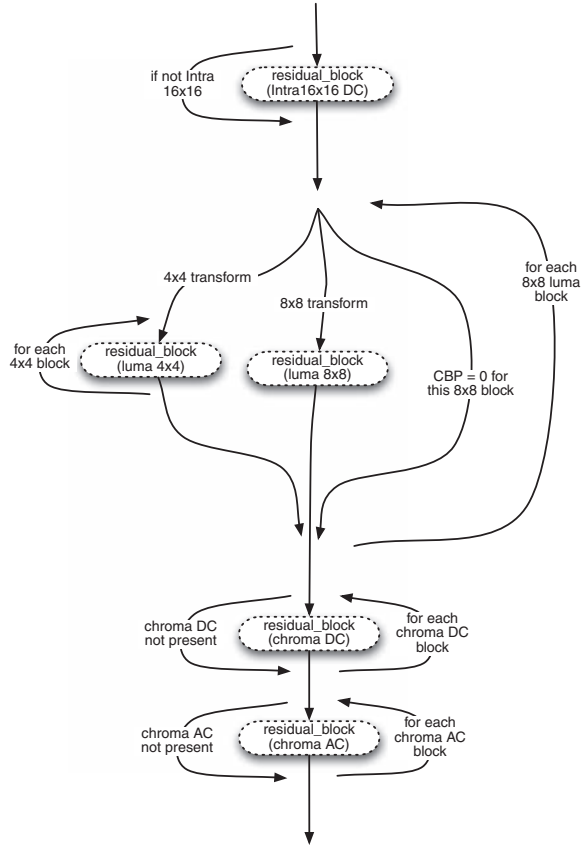 if not Intra
16x16
residual_block
(Intra16x16 DC)
for each
8x8 luma
block
4x4 transform
8x8 transform
for each
4x4 block
residual_block
(luma 4x4)
residual_block
(luma 8x8)
CBP = 0 for
this 8x8 block
chroma DC
not present
residual_block
(chroma DC)
for each
chroma DC
block
chroma AC
not present
residual_block
(chroma AC)
for each
chroma AC
block